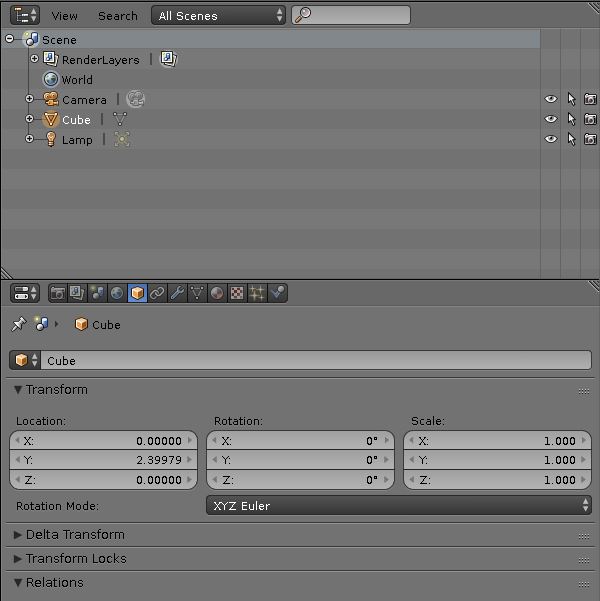 View Search All Scenes
Scene
RenderLayers
World
Camera
Cube
Lamp
Cube
Cube
Transform
Location: Rotation: Scale:
X: 0.00000 X: 0° X: 1.000
Y: 2.39979 Y: 0° Y: 1.000
Z: 0.00000 Z: 0° Z: 1.000
Rotation Mode: XYZ Euler
Delta Transform
Transform Locks
Relations